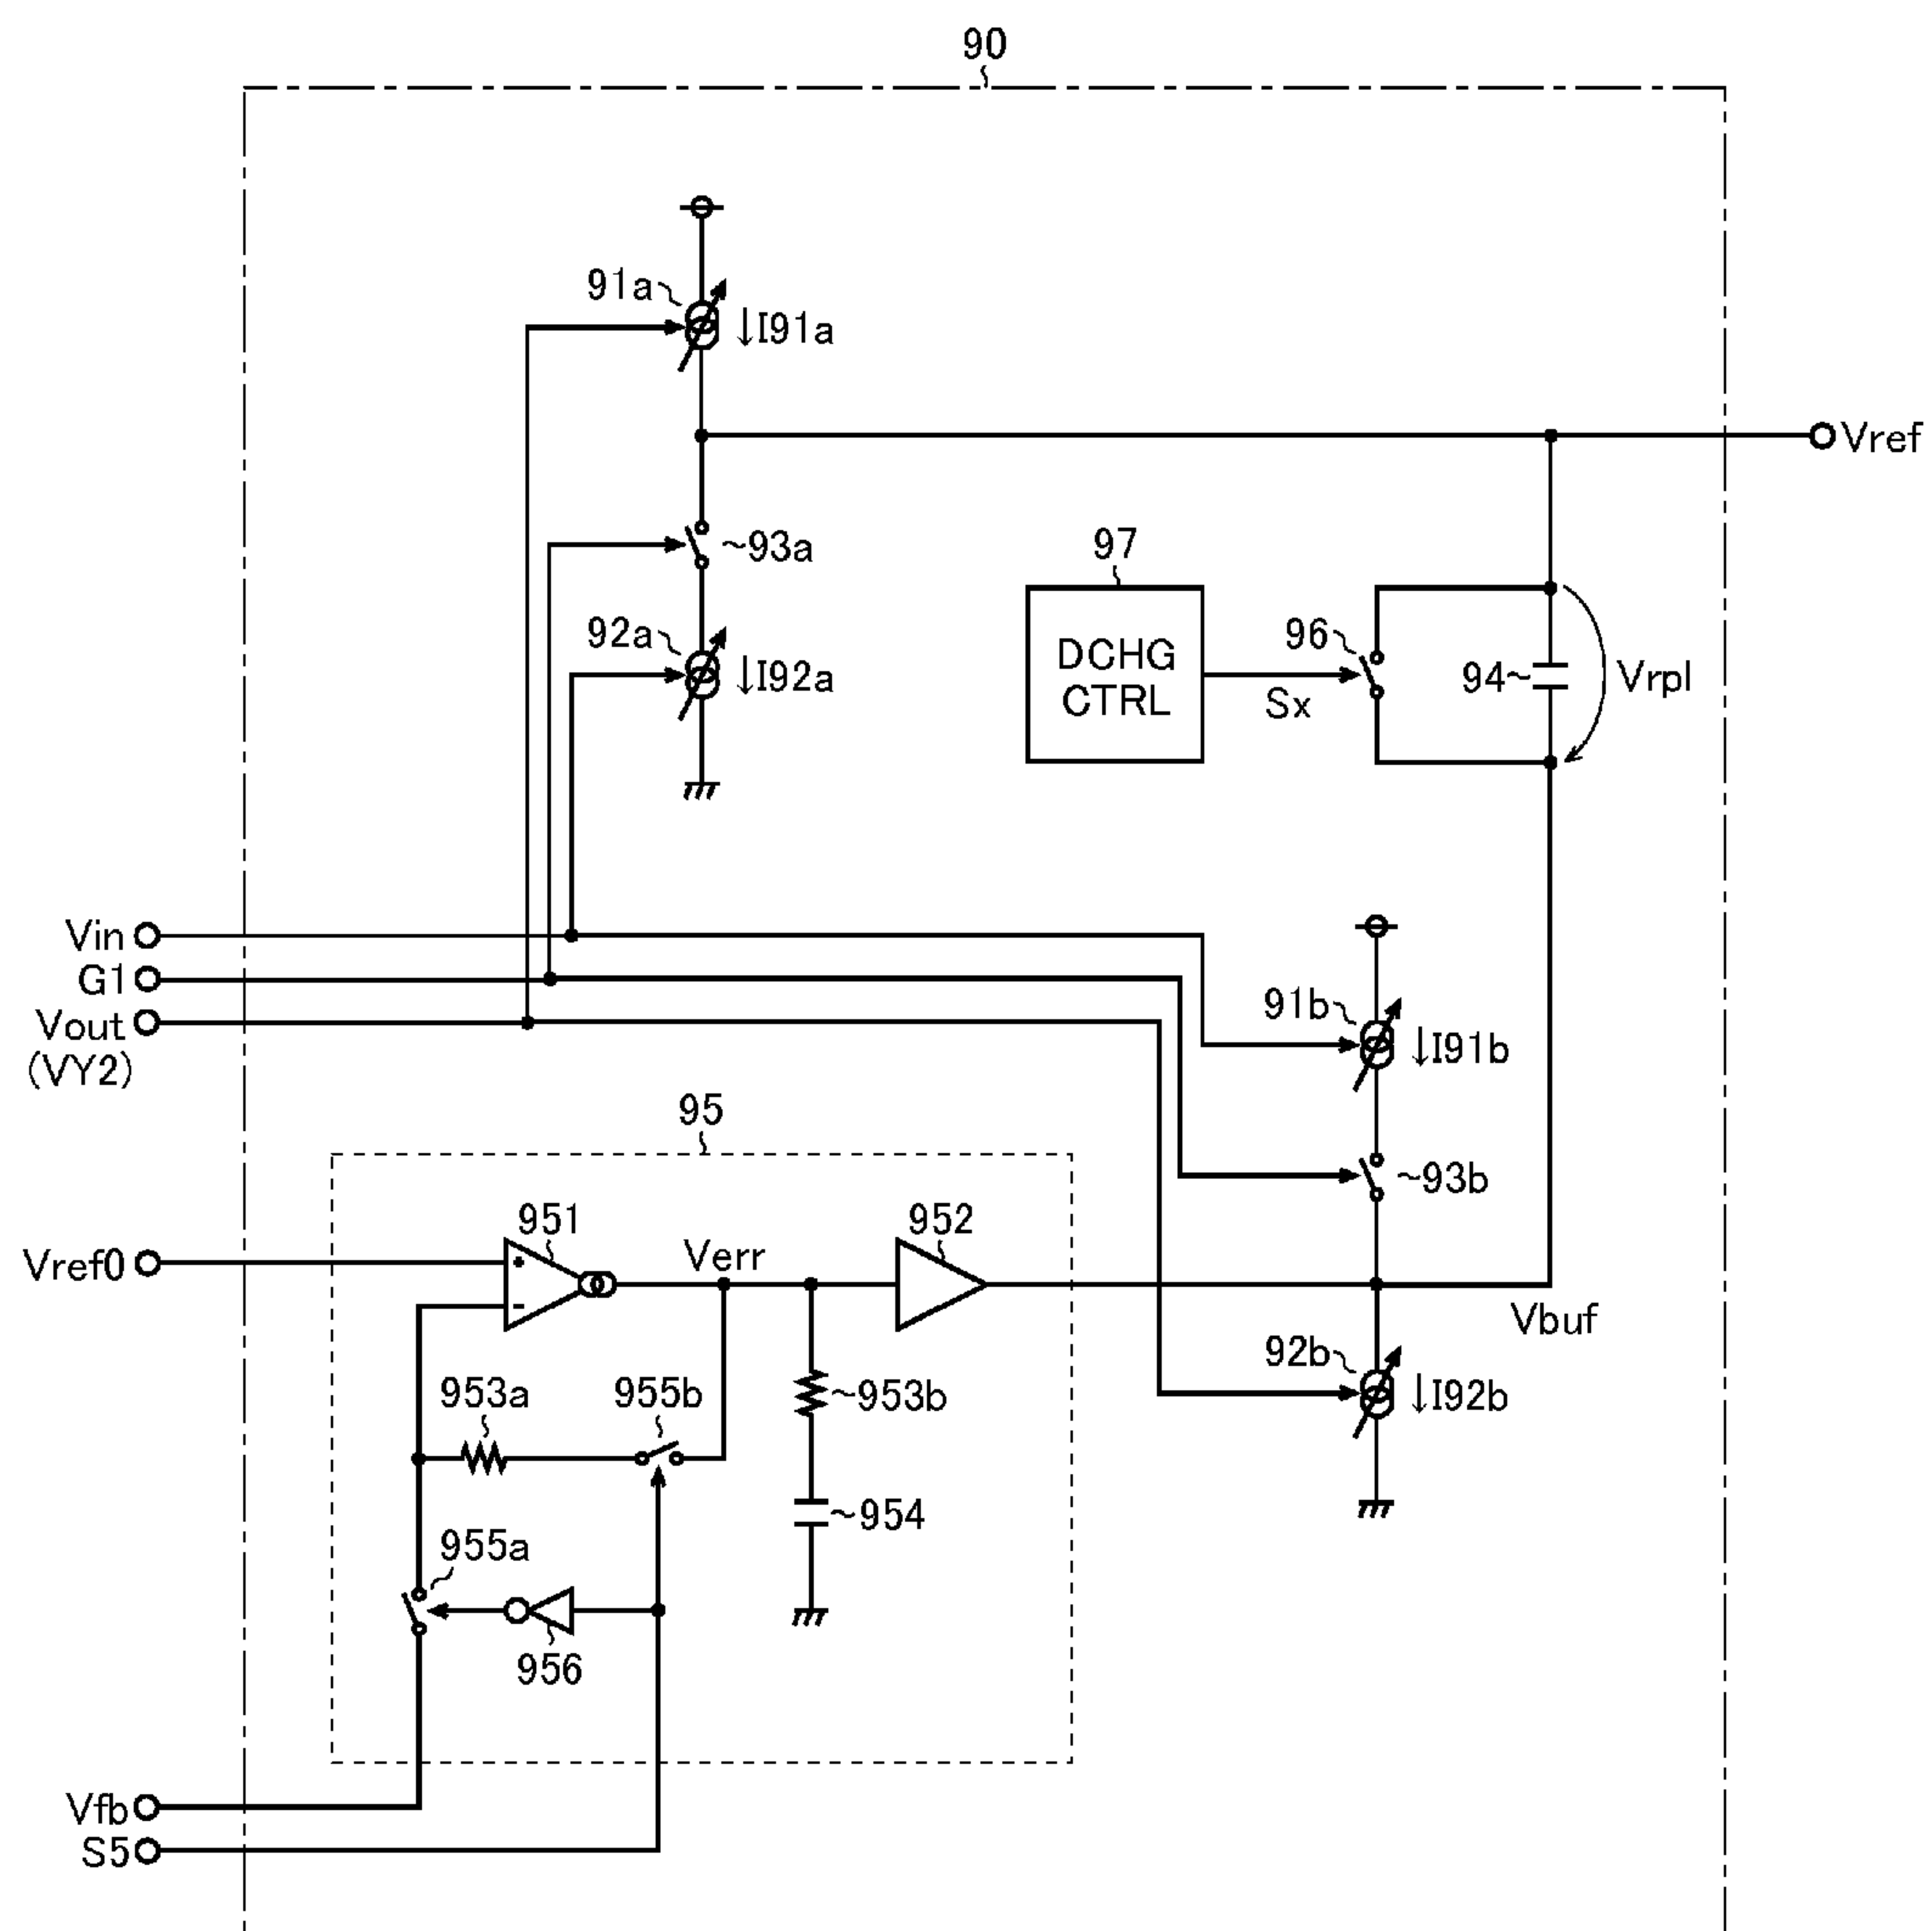 90
91a
↓I91a
Vref
93a
97
92a
↓I92a
DCHG
CTRL
96
Sx
94
Vrpl
Vin
G1
Vout
(VY2)
91b
↓I91b
95
93b
951
Verr
952
Vref0
Vbuf
92b
↓I92b
+
-
953a
955b
953b
954
955a
956
Vfb
S5